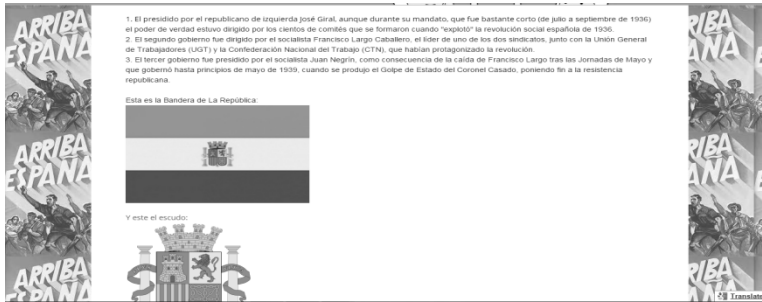 1. El presidido por el republicano de izquierda José Giral, aunque durante su mandato, que fue bastante corto (de julio a septiembre de 1936)
el poder de verdad estuvo dirigido por los cientos de comités que se formaron cuando "explotó" la revolución social española de 1936.
2. El segundo gobierno fue dirigido por el socialista Francisco Largo Caballero, el líder de uno de los dos sindicatos, junto con la Unión General
de Trabajadores (UGT) y la Confederación Nacional del Trabajo (CTN), que habían protagonizado la revolución.
3. El tercer gobierno fue presidido por el socialista Juan Negrín, como consecuencia de la caída de Francisco Largo tras las Jornadas de Mayo y
que gobernó hasta principios de mayo de 1939, cuando se produjo el Golpe de Estado del Coronel Casado, poniendo fin a la resistencia
republicana.
Esta es la Bandera de La República:
Y este el escudo:
ARRIBA
ESPAÑA
ARRIBA
ESPAÑA
ARRIBA
ESPAÑA
Translate